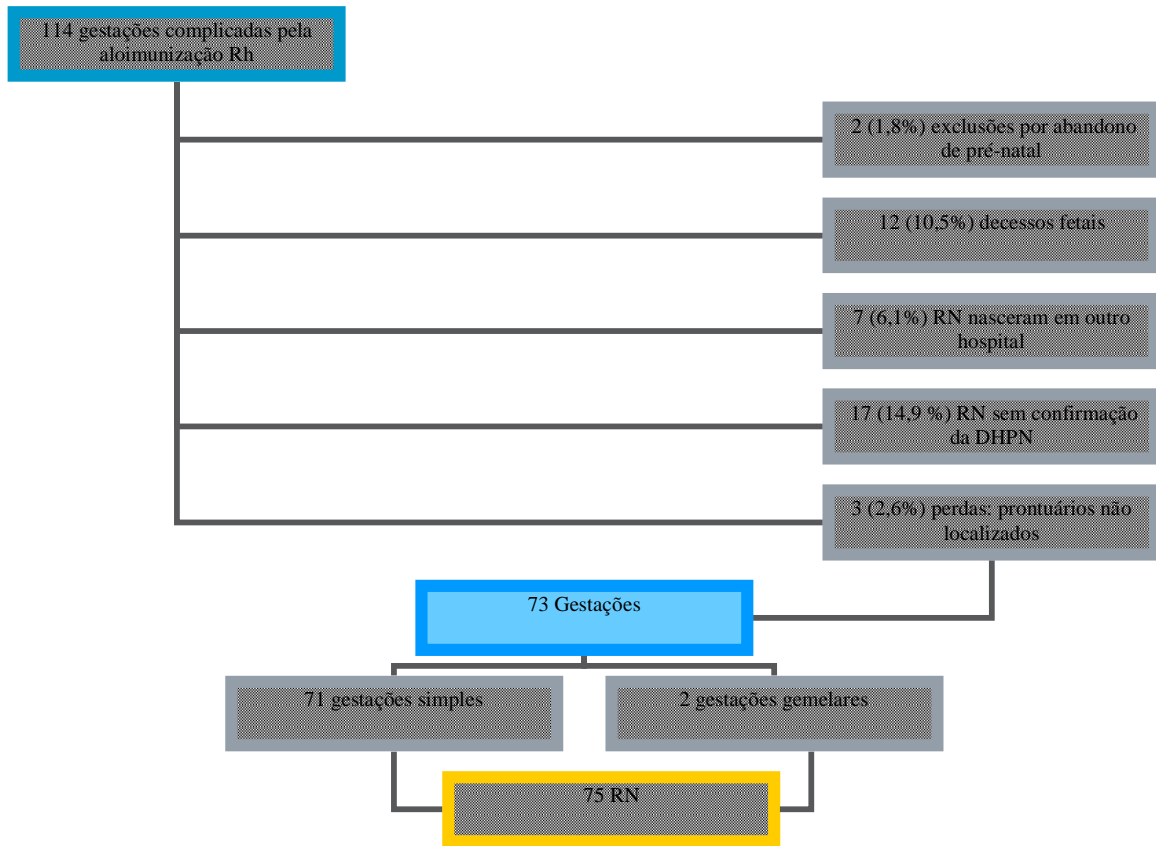 114 gestações complicadas pela
aloimunização Rh
2 (1,8%) exclusões por abandono
de pré-natal
12 (10,5%) decessos fetais
7 (6,1%) RN nasceram em outro
hospital
17 (14,9 %) RN sem confirmação
da DHPN
3 (2,6%) perdas: prontuários não
localizados
73 Gestações
71 gestações simples
2 gestações gemelares
75 RN